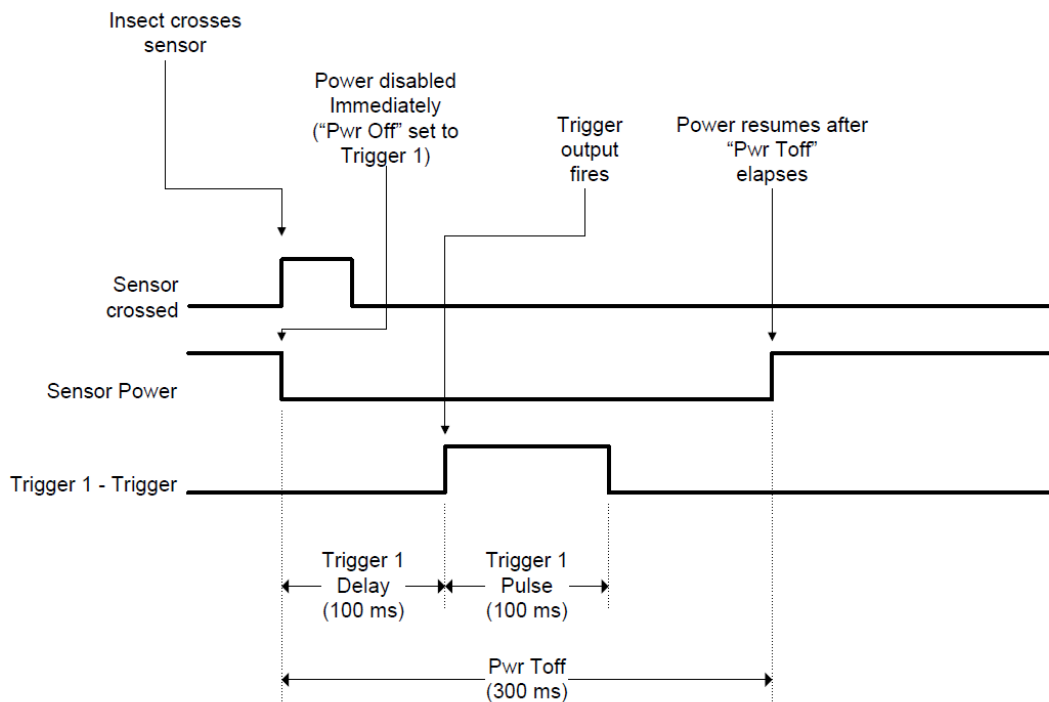 Insect crosses
sensor
Power disabled
Immediately
(“Pwr Off” set to
Trigger 1)
Trigger
output
fires
Power resumes after
“Pwr Toff”
elapses
Sensor
crossed
Sensor Power
Trigger 1 - Trigger
Trigger 1
Delay
(100 ms)
Trigger 1
Pulse
(100 ms)
Pwr Toff
(300 ms)